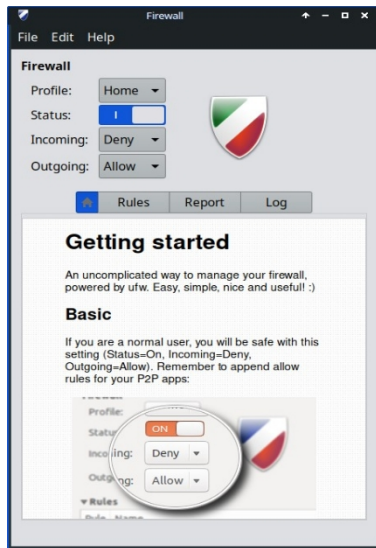 Firewall
File Edit Help
Firewall
Profile: Home
Status:
Incoming: Deny
Outgoing: Allow
Rules Report Log
Getting started
An uncomplicated way to manage your firewall,
powered by ufw. Easy, simple, nice and useful! :)
Basic
If you are a normal user, you will be safe with this
setting (Status=On, Incoming=Deny,
Outgoing=Allow). Remember to append allow
rules for your P2P apps:
Profile:
ON
Deny
Allow
Rules